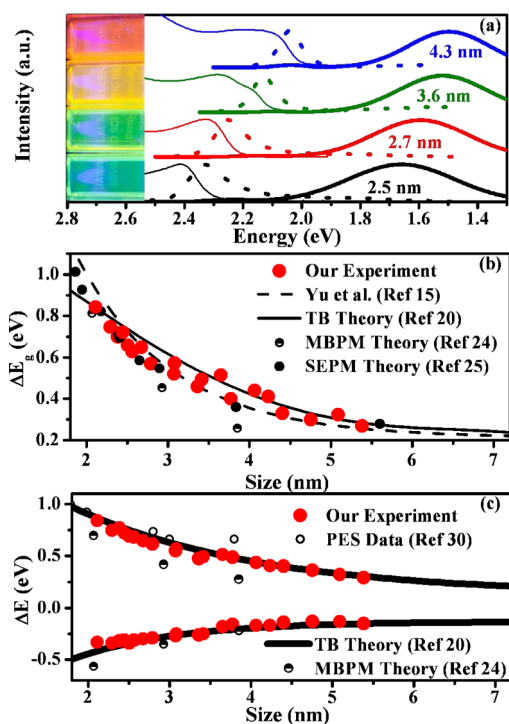 (a)
Intensity (a.u.)
4.3 nm
3.6 nm
2.7 nm
2.5 nm
2.8 2.6 2.4 2.2 2.0 1.8 1.6 1.4
Energy (eV)
(b)
ΔEg (eV)
1.0
0.8
0.6
0.4
0.2
Our Experiment
Yu et al. (Ref 15)
TB Theory (Ref 20)
MBPM Theory (Ref 24)
SEPM Theory (Ref 25)
2 3 4 5 6 7
Size (nm)
(c)
ΔE (eV)
1.0
0.5
0.0
-0.5
Our Experiment
PES Data (Ref 30)
TB Theory (Ref 20)
MBPM Theory (Ref 24)
2 3 4 5 6 7
Size (nm)